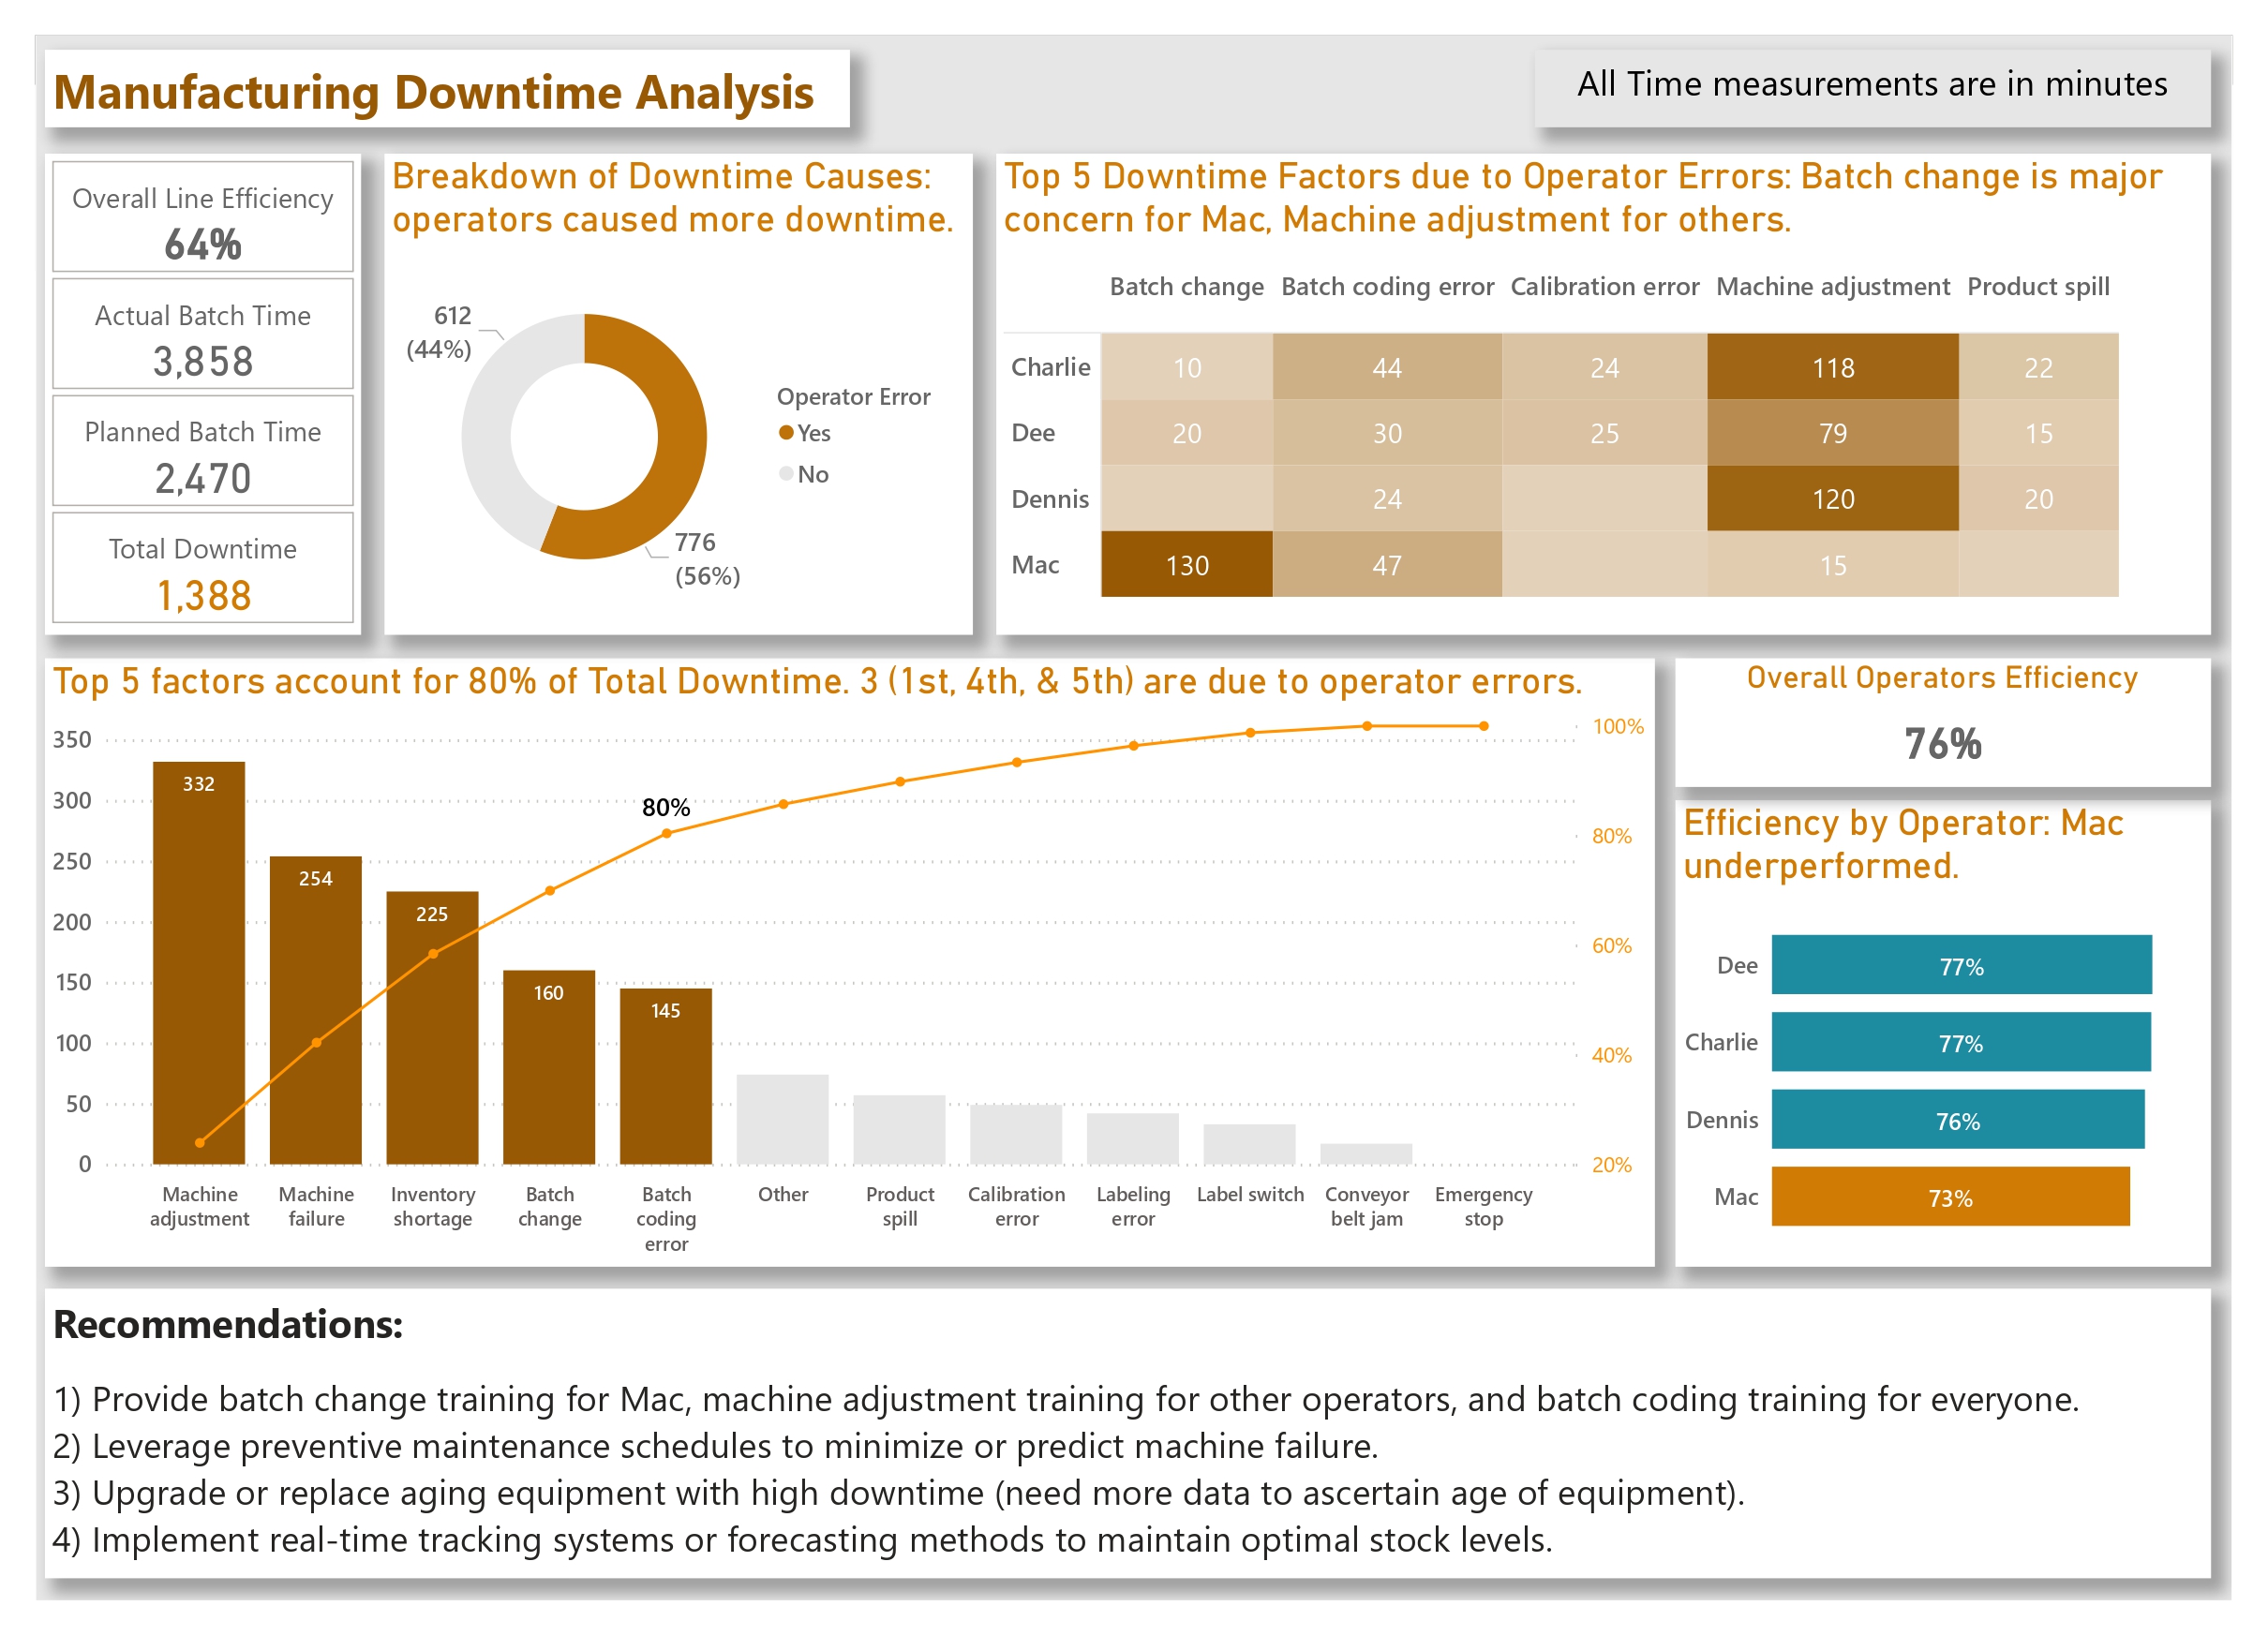 Manufacturing Downtime Analysis
All Time measurements are in minutes
Overall Line Efficiency
64%
Actual Batch Time
3,858
Planned Batch Time
2,470
Total Downtime
1,388
Breakdown of Downtime Causes:
operators caused more downtime.
612
(44%)
Operator Error
Yes
No
776
(56%)
Top 5 Downtime Factors due to Operator Errors: Batch change is major
concern for Mac, Machine adjustment for others.
Batch change Batch coding error Calibration error Machine adjustment Product spill
Charlie 10 44 24 118 22
Dee 20 30 25 79 15
Dennis 24 120 20
Mac 130 47 15
Top 5 factors account for 80% of Total Downtime. 3 (1st, 4th, & 5th) are due to operator errors.
350
300
250
200
150
100
50
0
332
254
225
160
145
80%
100%
80%
60%
40%
20%
Machine
adjustment
Machine
failure
Inventory
shortage
Batch
change
Batch
coding
error
Other
Product
spill
Calibration
error
Labeling
error
Label switch
Conveyor
belt jam
Emergency
stop
Overall Operators Efficiency
76%
Efficiency by Operator: Mac
underperformed.
Dee 77%
Charlie 77%
Dennis 76%
Mac 73%
Recommendations:
1) Provide batch change training for Mac, machine adjustment training for other operators, and batch coding training for everyone.
2) Leverage preventive maintenance schedules to minimize or predict machine failure.
3) Upgrade or replace aging equipment with high downtime (need more data to ascertain age of equipment).
4) Implement real-time tracking systems or forecasting methods to maintain optimal stock levels.